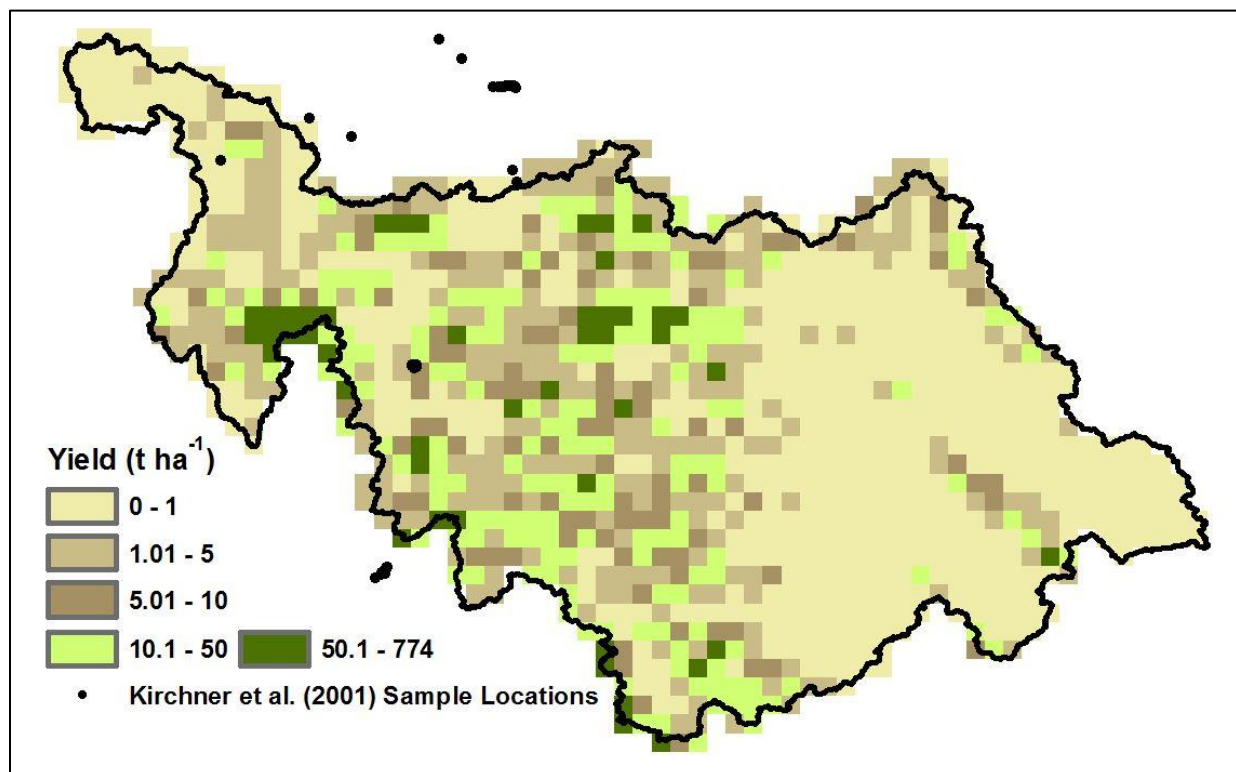 Yield (t ha-1)
0 - 1
1.01 - 5
5.01 - 10
10.1 - 50 50.1 - 774
Kirchner et al. (2001) Sample Locations